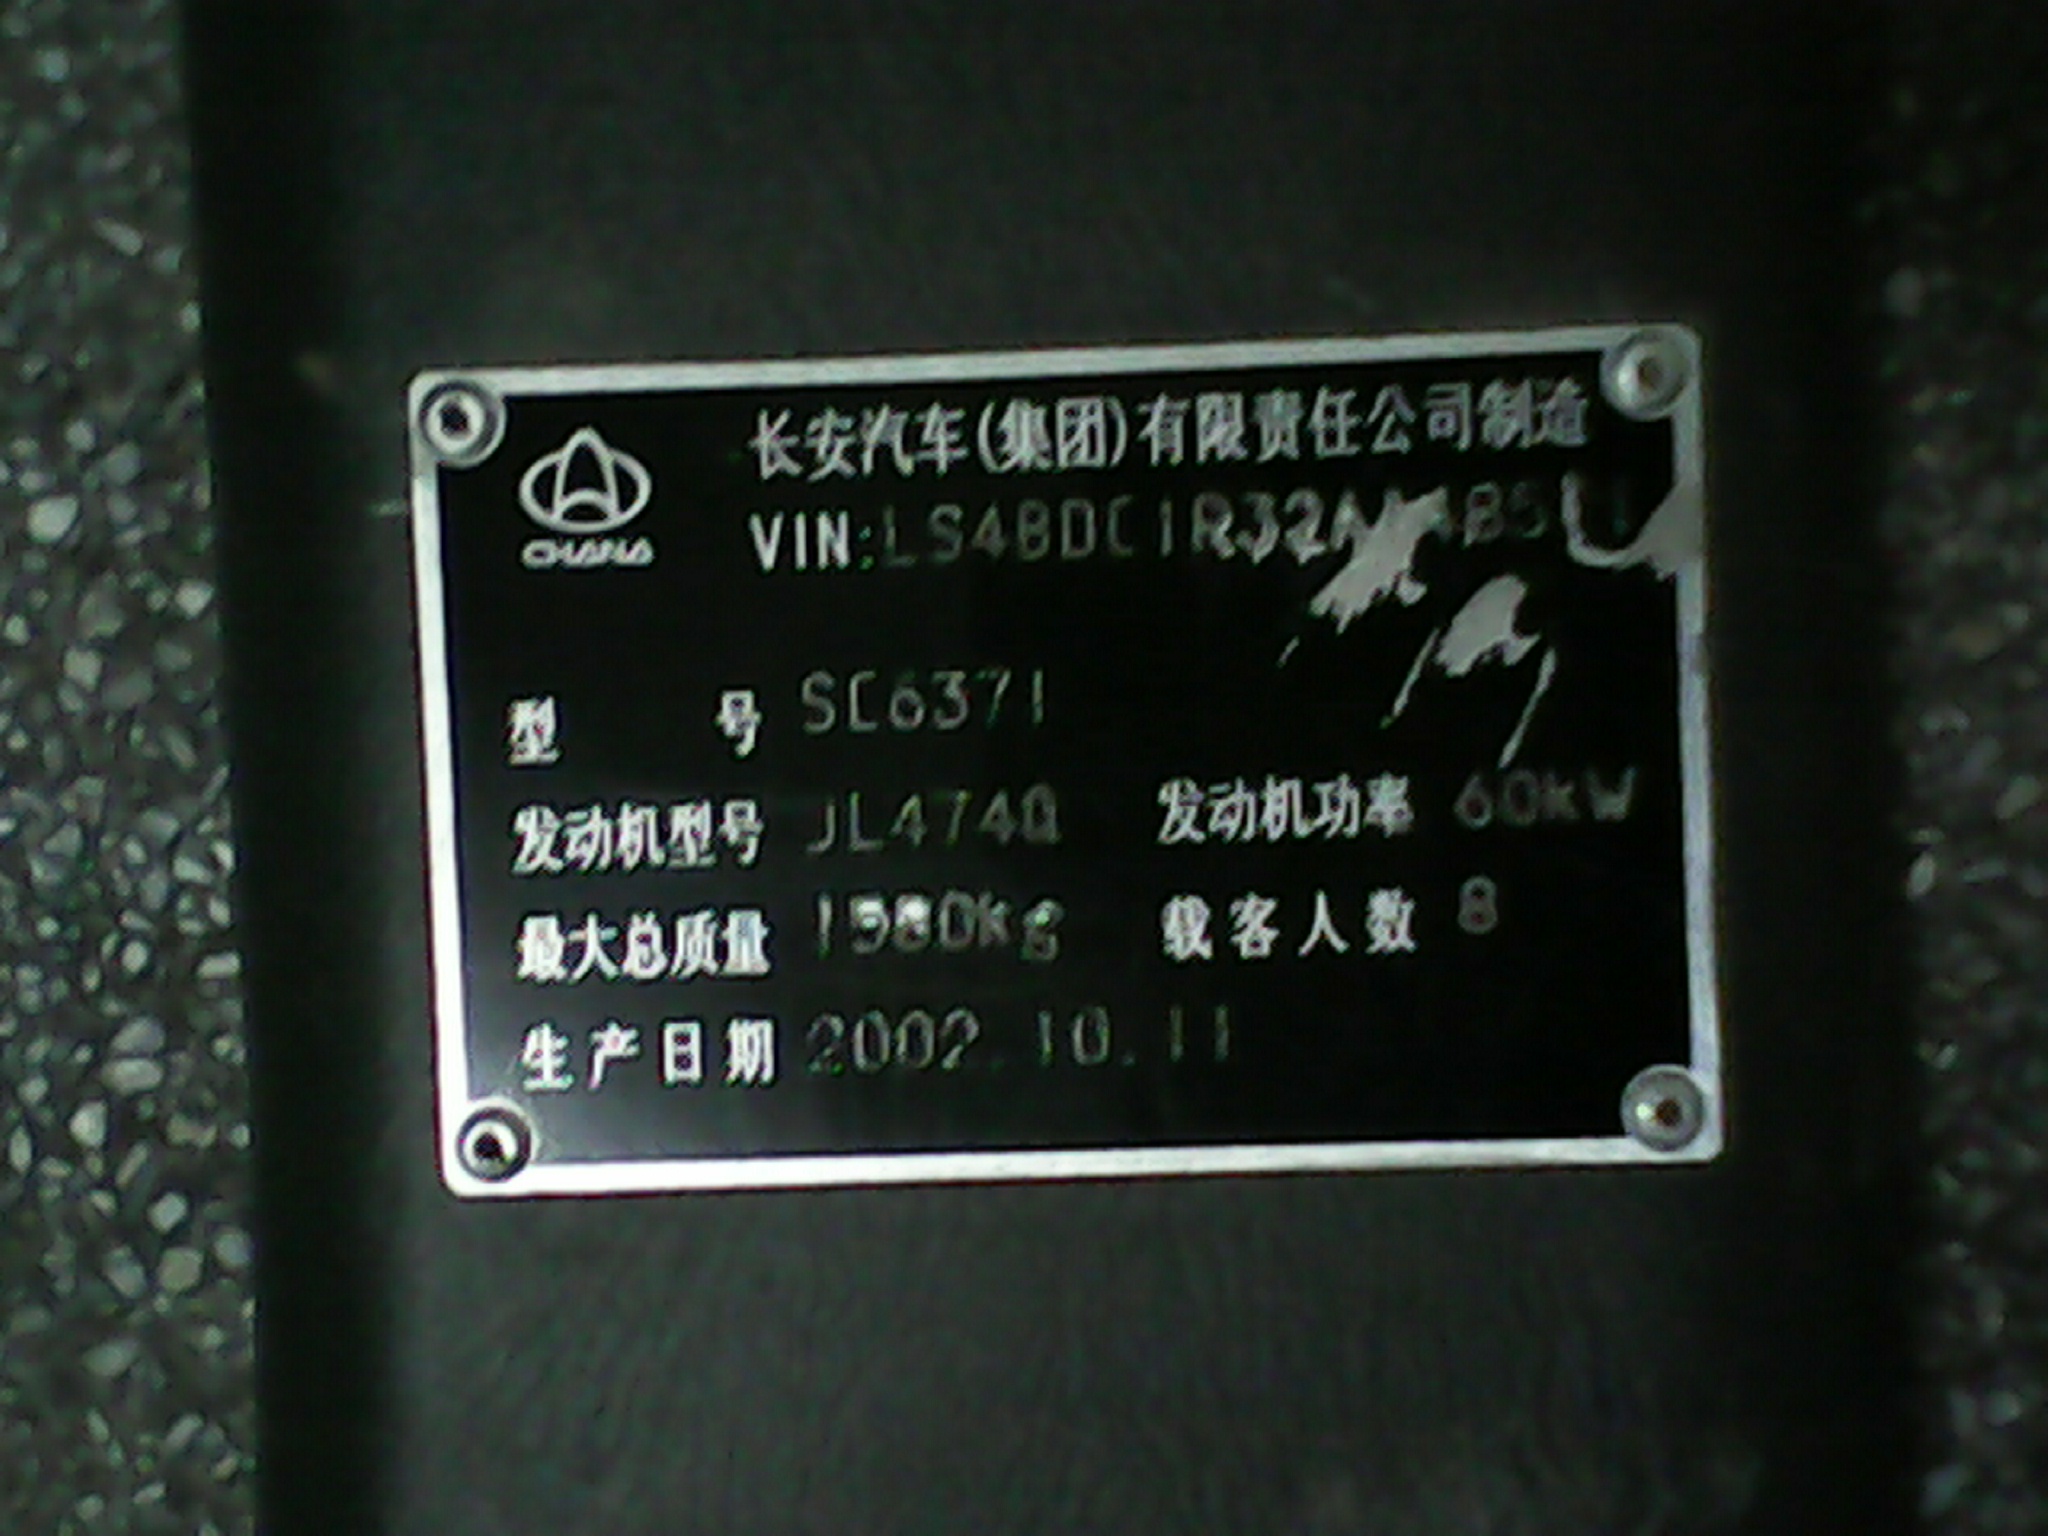 长安汽车(集团)有限责任公司制造
CHANA
VIN:
型 号 SC6371
发动机型号 JL474Q 发动机功率 60kW
最大总质量 载客人数 8
生产日期 2002.10.11